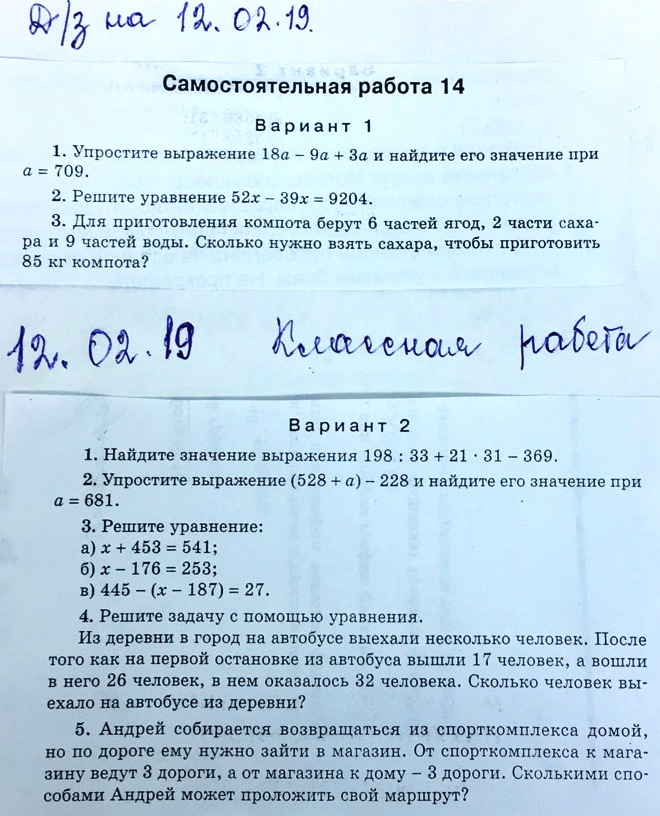 Д/з на 12.02.19.
Самостоятельная работа 14
Вариант 1
1. Упростите выражение 18a − 9a + 3a и найдите его значение при
a = 709.
2. Решите уравнение 52x − 39x = 9204.
3. Для приготовления компота берут 6 частей ягод, 2 части саха-
ра и 9 частей воды. Сколько нужно взять сахара, чтобы приготовить
85 кг компота?
12.02.19 Классная работа
Вариант 2
1. Найдите значение выражения 198 : 33 + 21 · 31 − 369.
2. Упростите выражение (528 + a) − 228 и найдите его значение при
a = 681.
3. Решите уравнение:
а) x + 453 = 541;
б) x − 176 = 253;
в) 445 − (x − 187) = 27.
4. Решите задачу с помощью уравнения.
Из деревни в город на автобусе выехали несколько человек. После
того как на первой остановке из автобуса вышли 17 человек, а вошли
в него 26 человек, в нем оказалось 32 человека. Сколько человек вы-
ехало на автобусе из деревни?
5. Андрей собирается возвращаться из спорткомплекса домой,
но по дороге ему нужно зайти в магазин. От спорткомплекса к мага-
зину ведут 3 дороги, а от магазина к дому – 3 дороги. Сколькими спо-
собами Андрей может проложить свой маршрут?